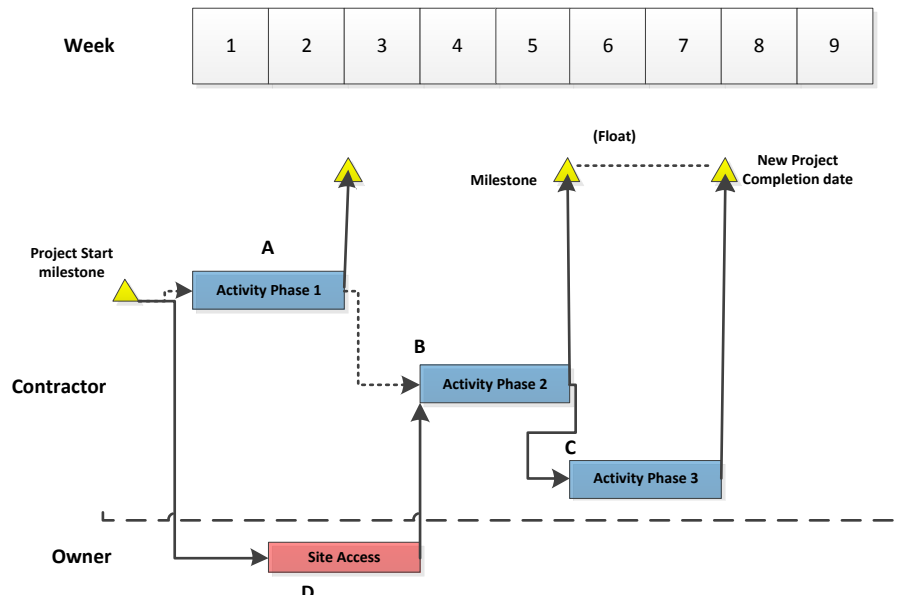 Week 1 2 3 4 5 6 7 8 9
(Float)
Milestone
New Project
Completion date
A
Project Start
milestone
Activity Phase 1
B
Contractor
Activity Phase 2
C
Activity Phase 3
Owner
Site Access
D